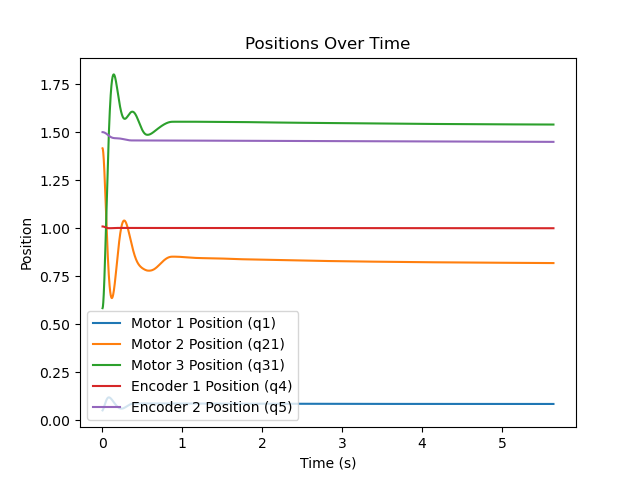 Positions Over Time
Position
1.75
1.50
1.25
1.00
0.75
0.50
0.25
0.00
Motor 1 Position (q1)
Motor 2 Position (q21)
Motor 3 Position (q31)
Encoder 1 Position (q4)
Encoder 2 Position (q5)
0 1 2 3 4 5
Time (s)